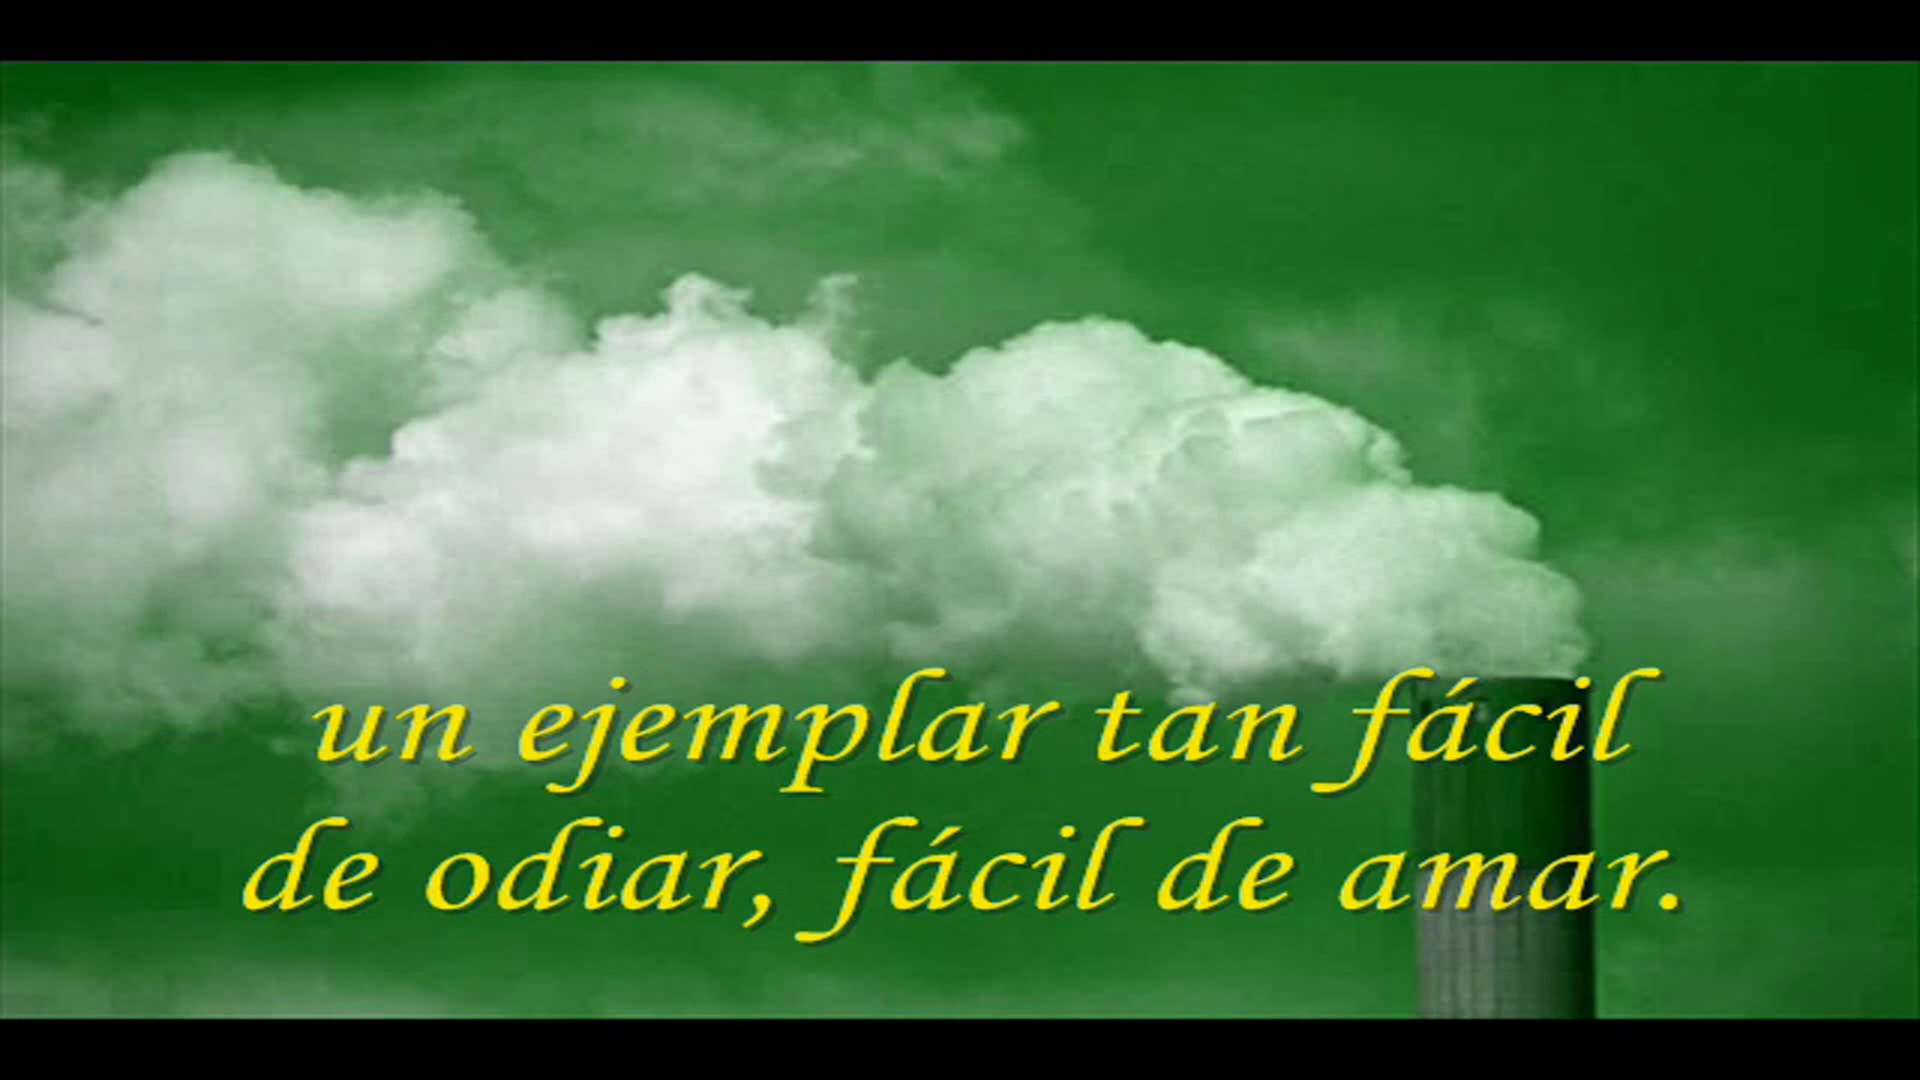 un ejemplar tan fácil
de odiar, fácil de amar.